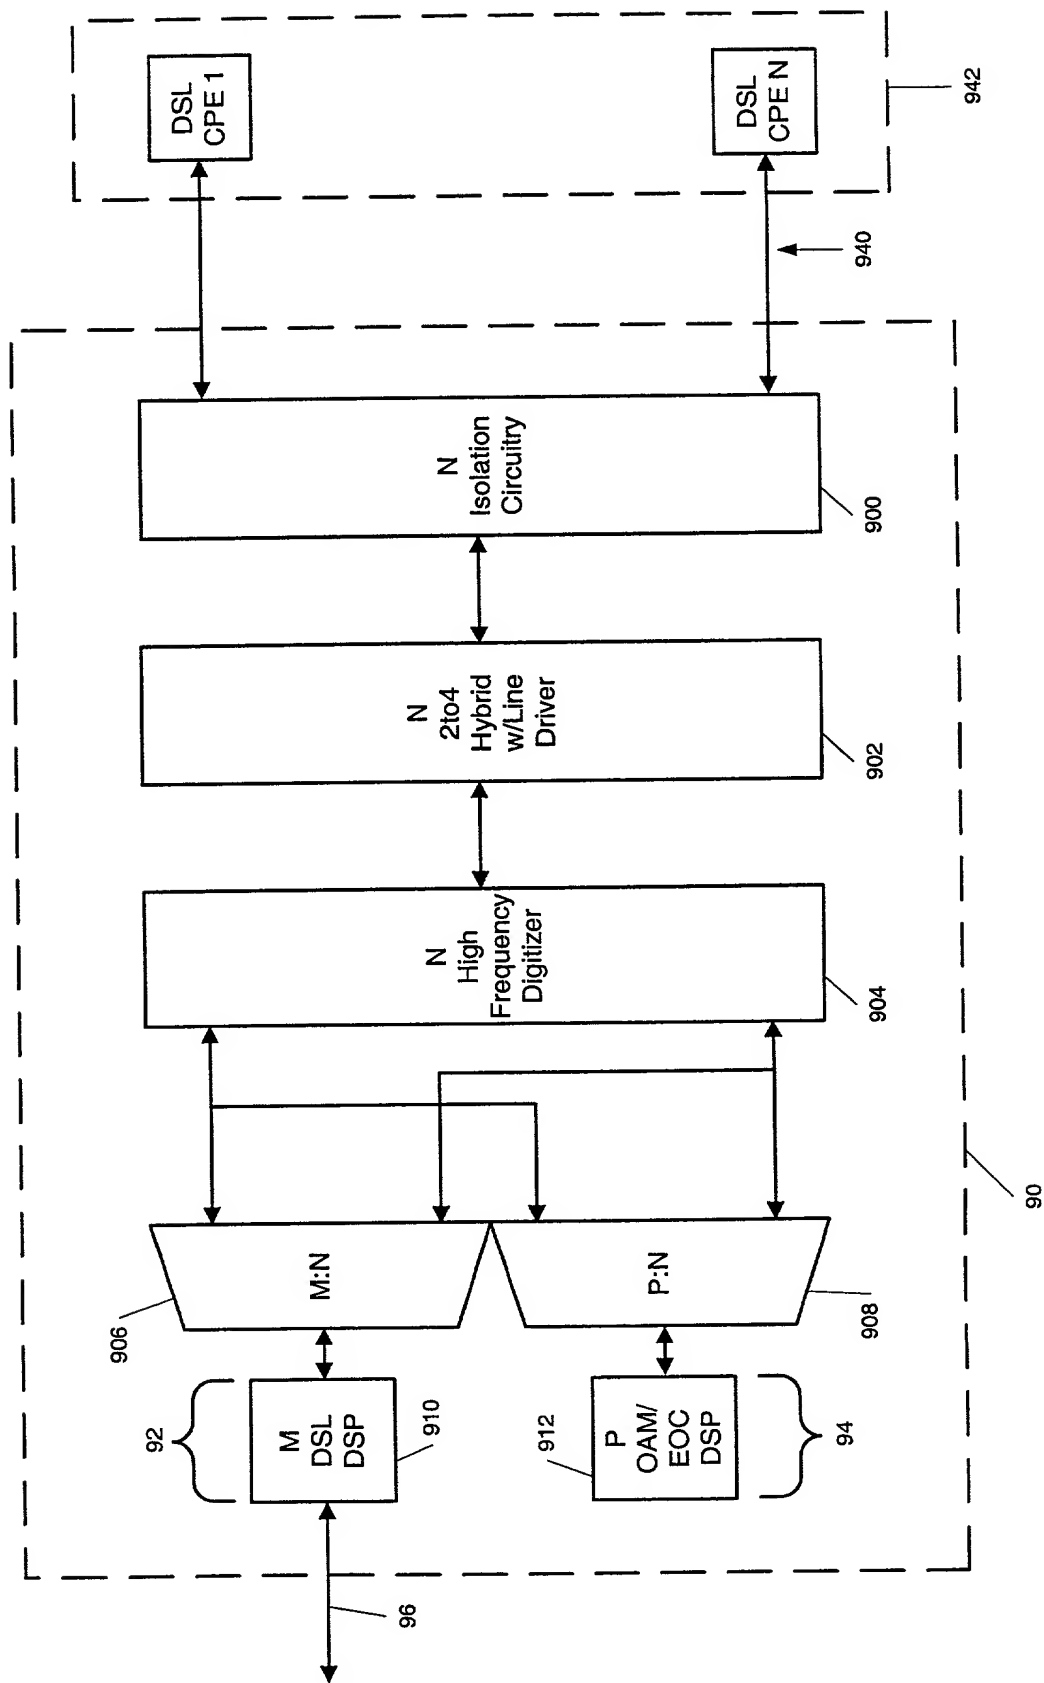 96
92
M
DSL
DSP
910
912
P
OAM/
EOC
DSP
94
906
M:N
P:N
908
90
N
High
Frequency
Digitizer
904
N
2to4
Hybrid
w/Line
Driver
902
N
Isolation
Circuitry
900
940
DSL
CPE 1
DSL
CPE N
942